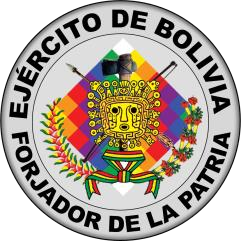 EJÉRCITO DE BOLIVIA
FORJADOR DE LA PATRIA